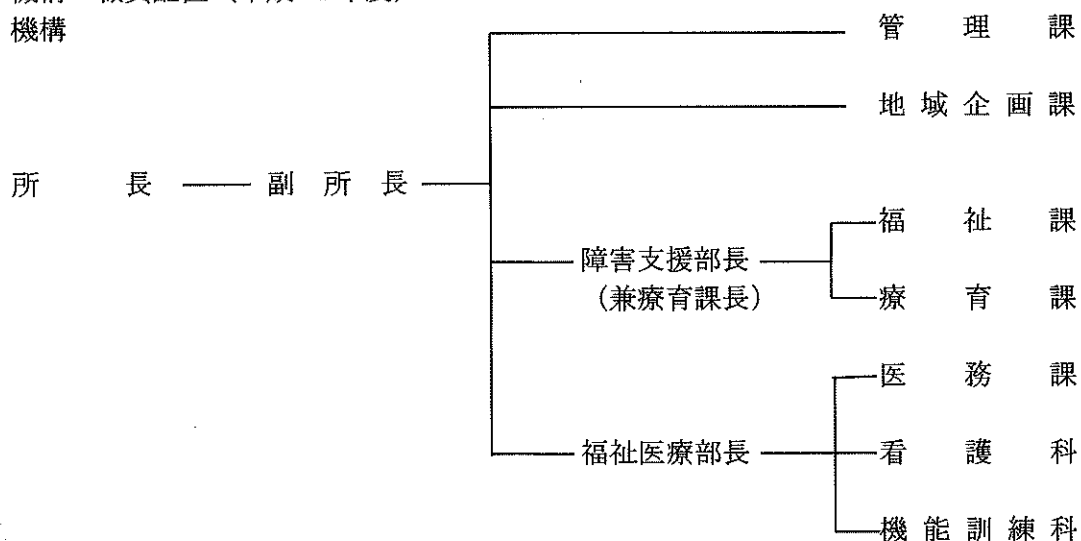 機構
管理課
地域企画課
所長 副所長
福祉課
障害支援部長
（兼療育課長）
療育課
医務課
福祉医療部長 看護科
機能訓練科